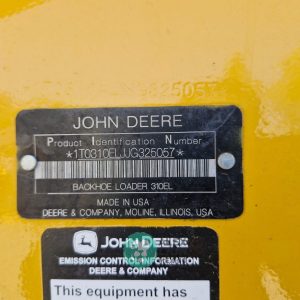 JOHN DEERE
Product Identification Number
*1T0310ELJJG325057*
BACKHOE LOADER 310EL
MADE IN USA
DEERE & COMPANY, MOLINE, ILLINOIS, USA
JOHN DEERE
EMISSION CONTROL INFORMATION
DEERE & COMPANY
This equipment has